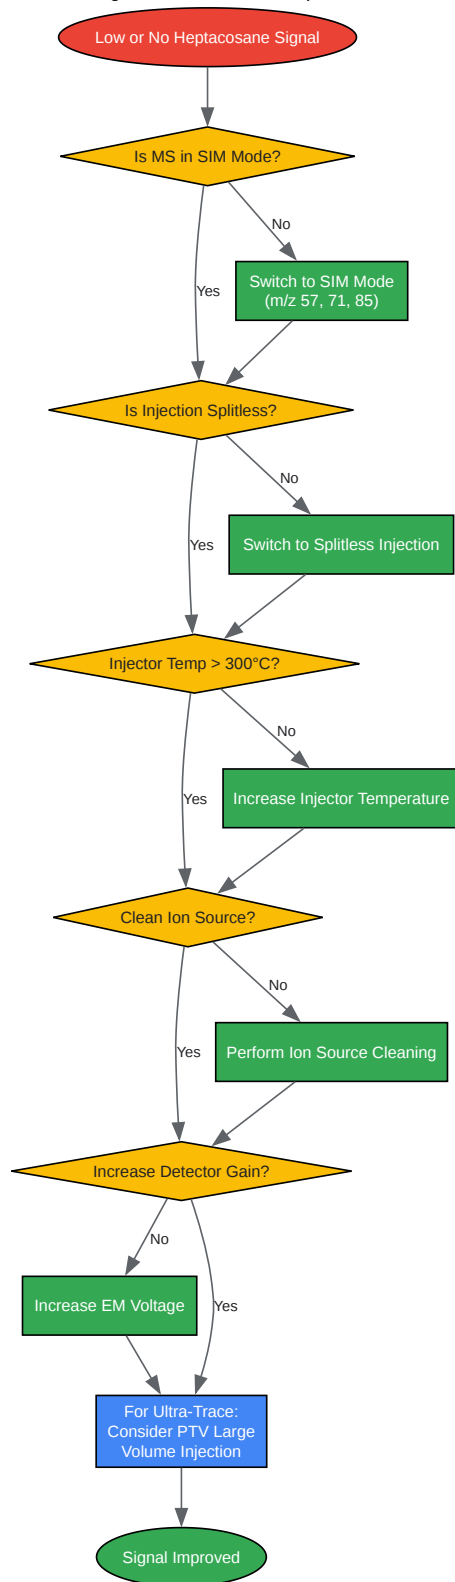 Low or No Heptacosane Signal
Is MS in SIM Mode?
No
Switch to SIM Mode
(m/z 57, 71, 85)
Yes
Is Injection Splitless?
No
Switch to Splitless Injection
Yes
Injector Temp > 300°C?
No
Increase Injector Temperature
Yes
Clean Ion Source?
No
Perform Ion Source Cleaning
Yes
Increase Detector Gain?
No
Increase EM Voltage
Yes
For Ultra-Trace:
Consider PTV Large
Volume Injection
Signal Improved